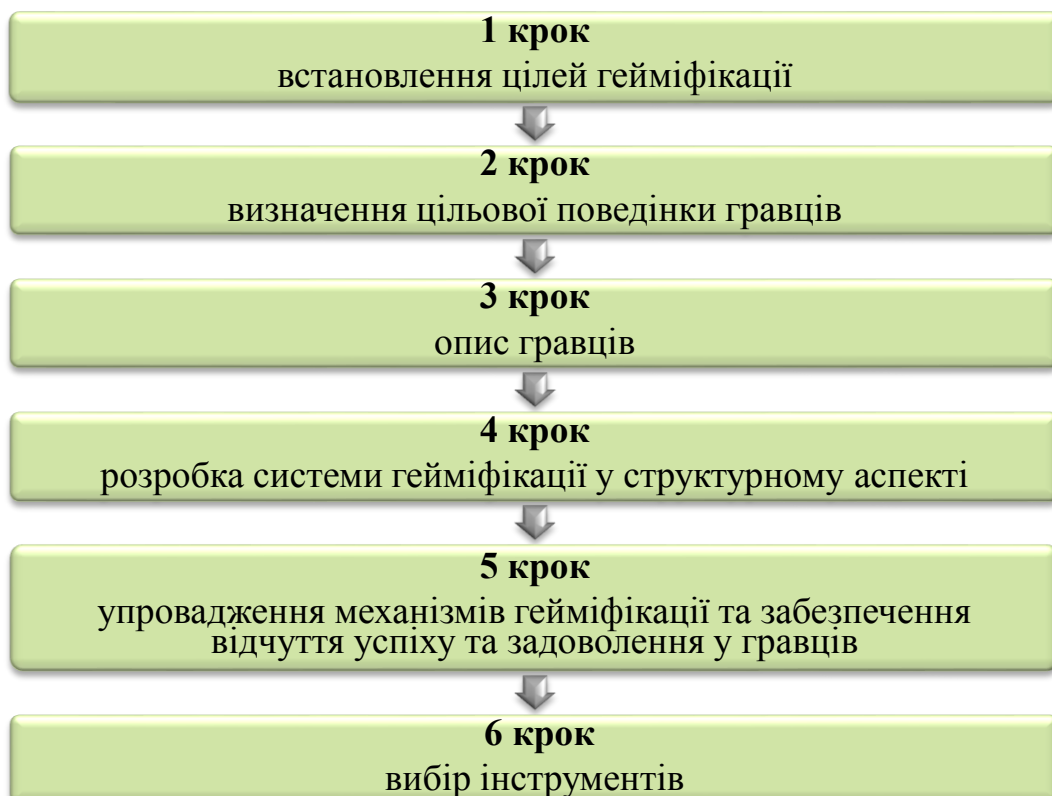 1 крок
встановлення цілей гейміфікації
2 крок
визначення цільової поведінки гравців
3 крок
опис гравців
4 крок
розробка системи гейміфікації у структурному аспекті
5 крок
упровадження механізмів гейміфікації та забезпечення
відчуття успіху та задоволення у гравців
6 крок
вибір інструментів